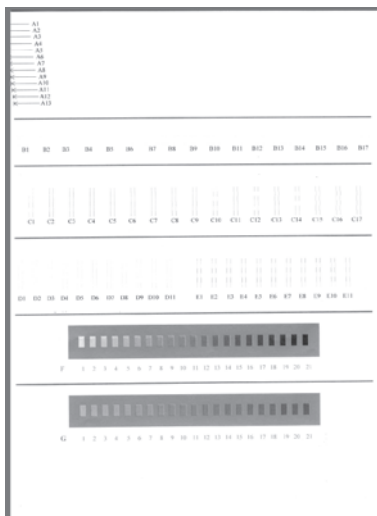 A1
A2
A3
A4
A5
A6
A7
A8
A9
A10
A11
A12
A13
B1 B2 B3 B4 B5 B6 B7 B8 B9 B10 B11 B12 B13 B14 B15 B16 B17
C1 C2 C3 C4 C5 C6 C7 C8 C9 C10 C11 C12 C13 C14 C15 C16 C17
D1 D2 D3 D4 D5 D6 D7 D8 D9 D10 D11 E1 E2 E3 E4 E5 E6 E7 E8 E9 E10 E11
F 1 2 3 4 5 6 7 8 9 10 11 12 13 14 15 16 17 18 19 20 21
G 1 2 3 4 5 6 7 8 9 10 11 12 13 14 15 16 17 18 19 20 21